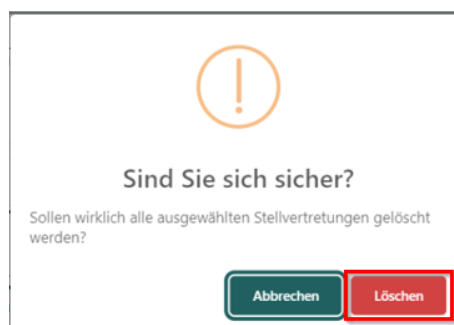 Sind Sie sich sicher?
Sollen wirklich alle ausgewählten Stellvertretungen gelöscht
werden?
Abbrechen Löschen